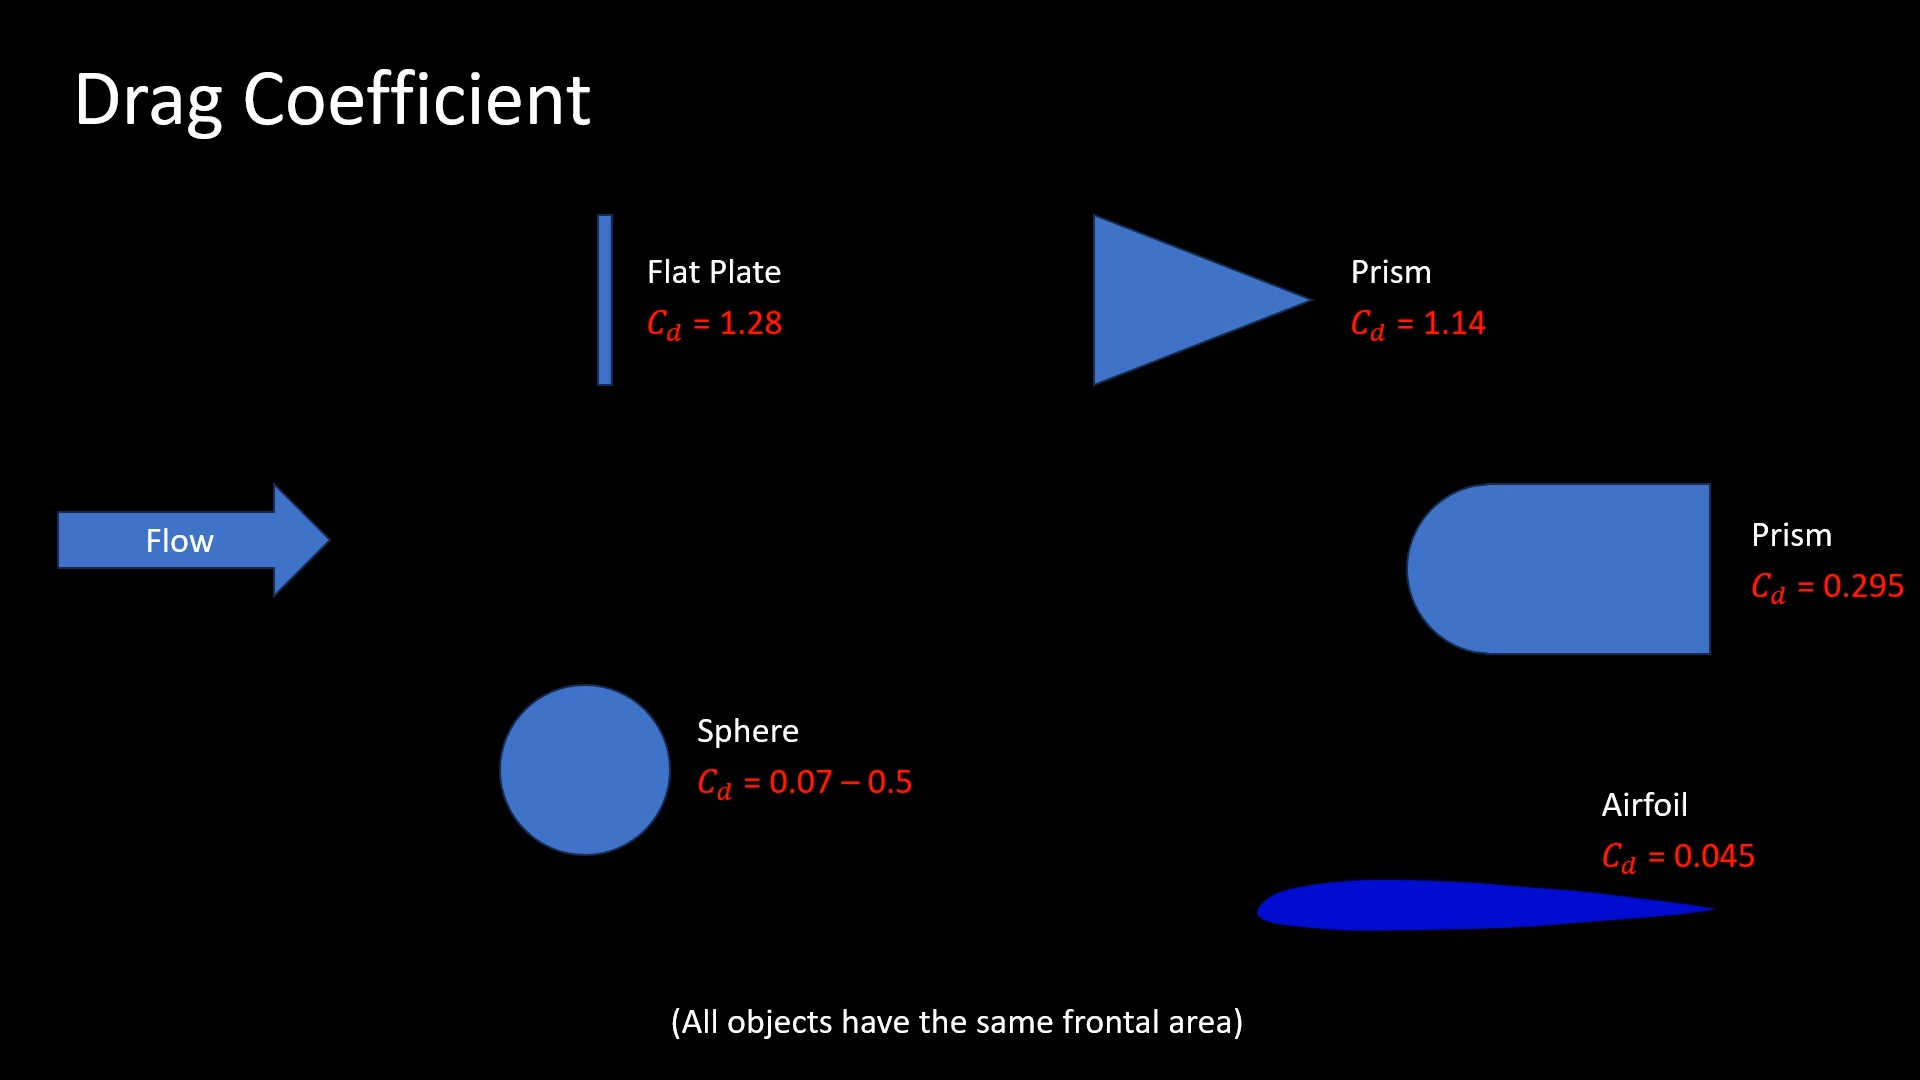 Drag Coefficient
Flat Plate
C_d = 1.28
Prism
C_d = 1.14
Flow
Prism
C_d = 0.295
Sphere
C_d = 0.07 – 0.5
Airfoil
C_d = 0.045
(All objects have the same frontal area)